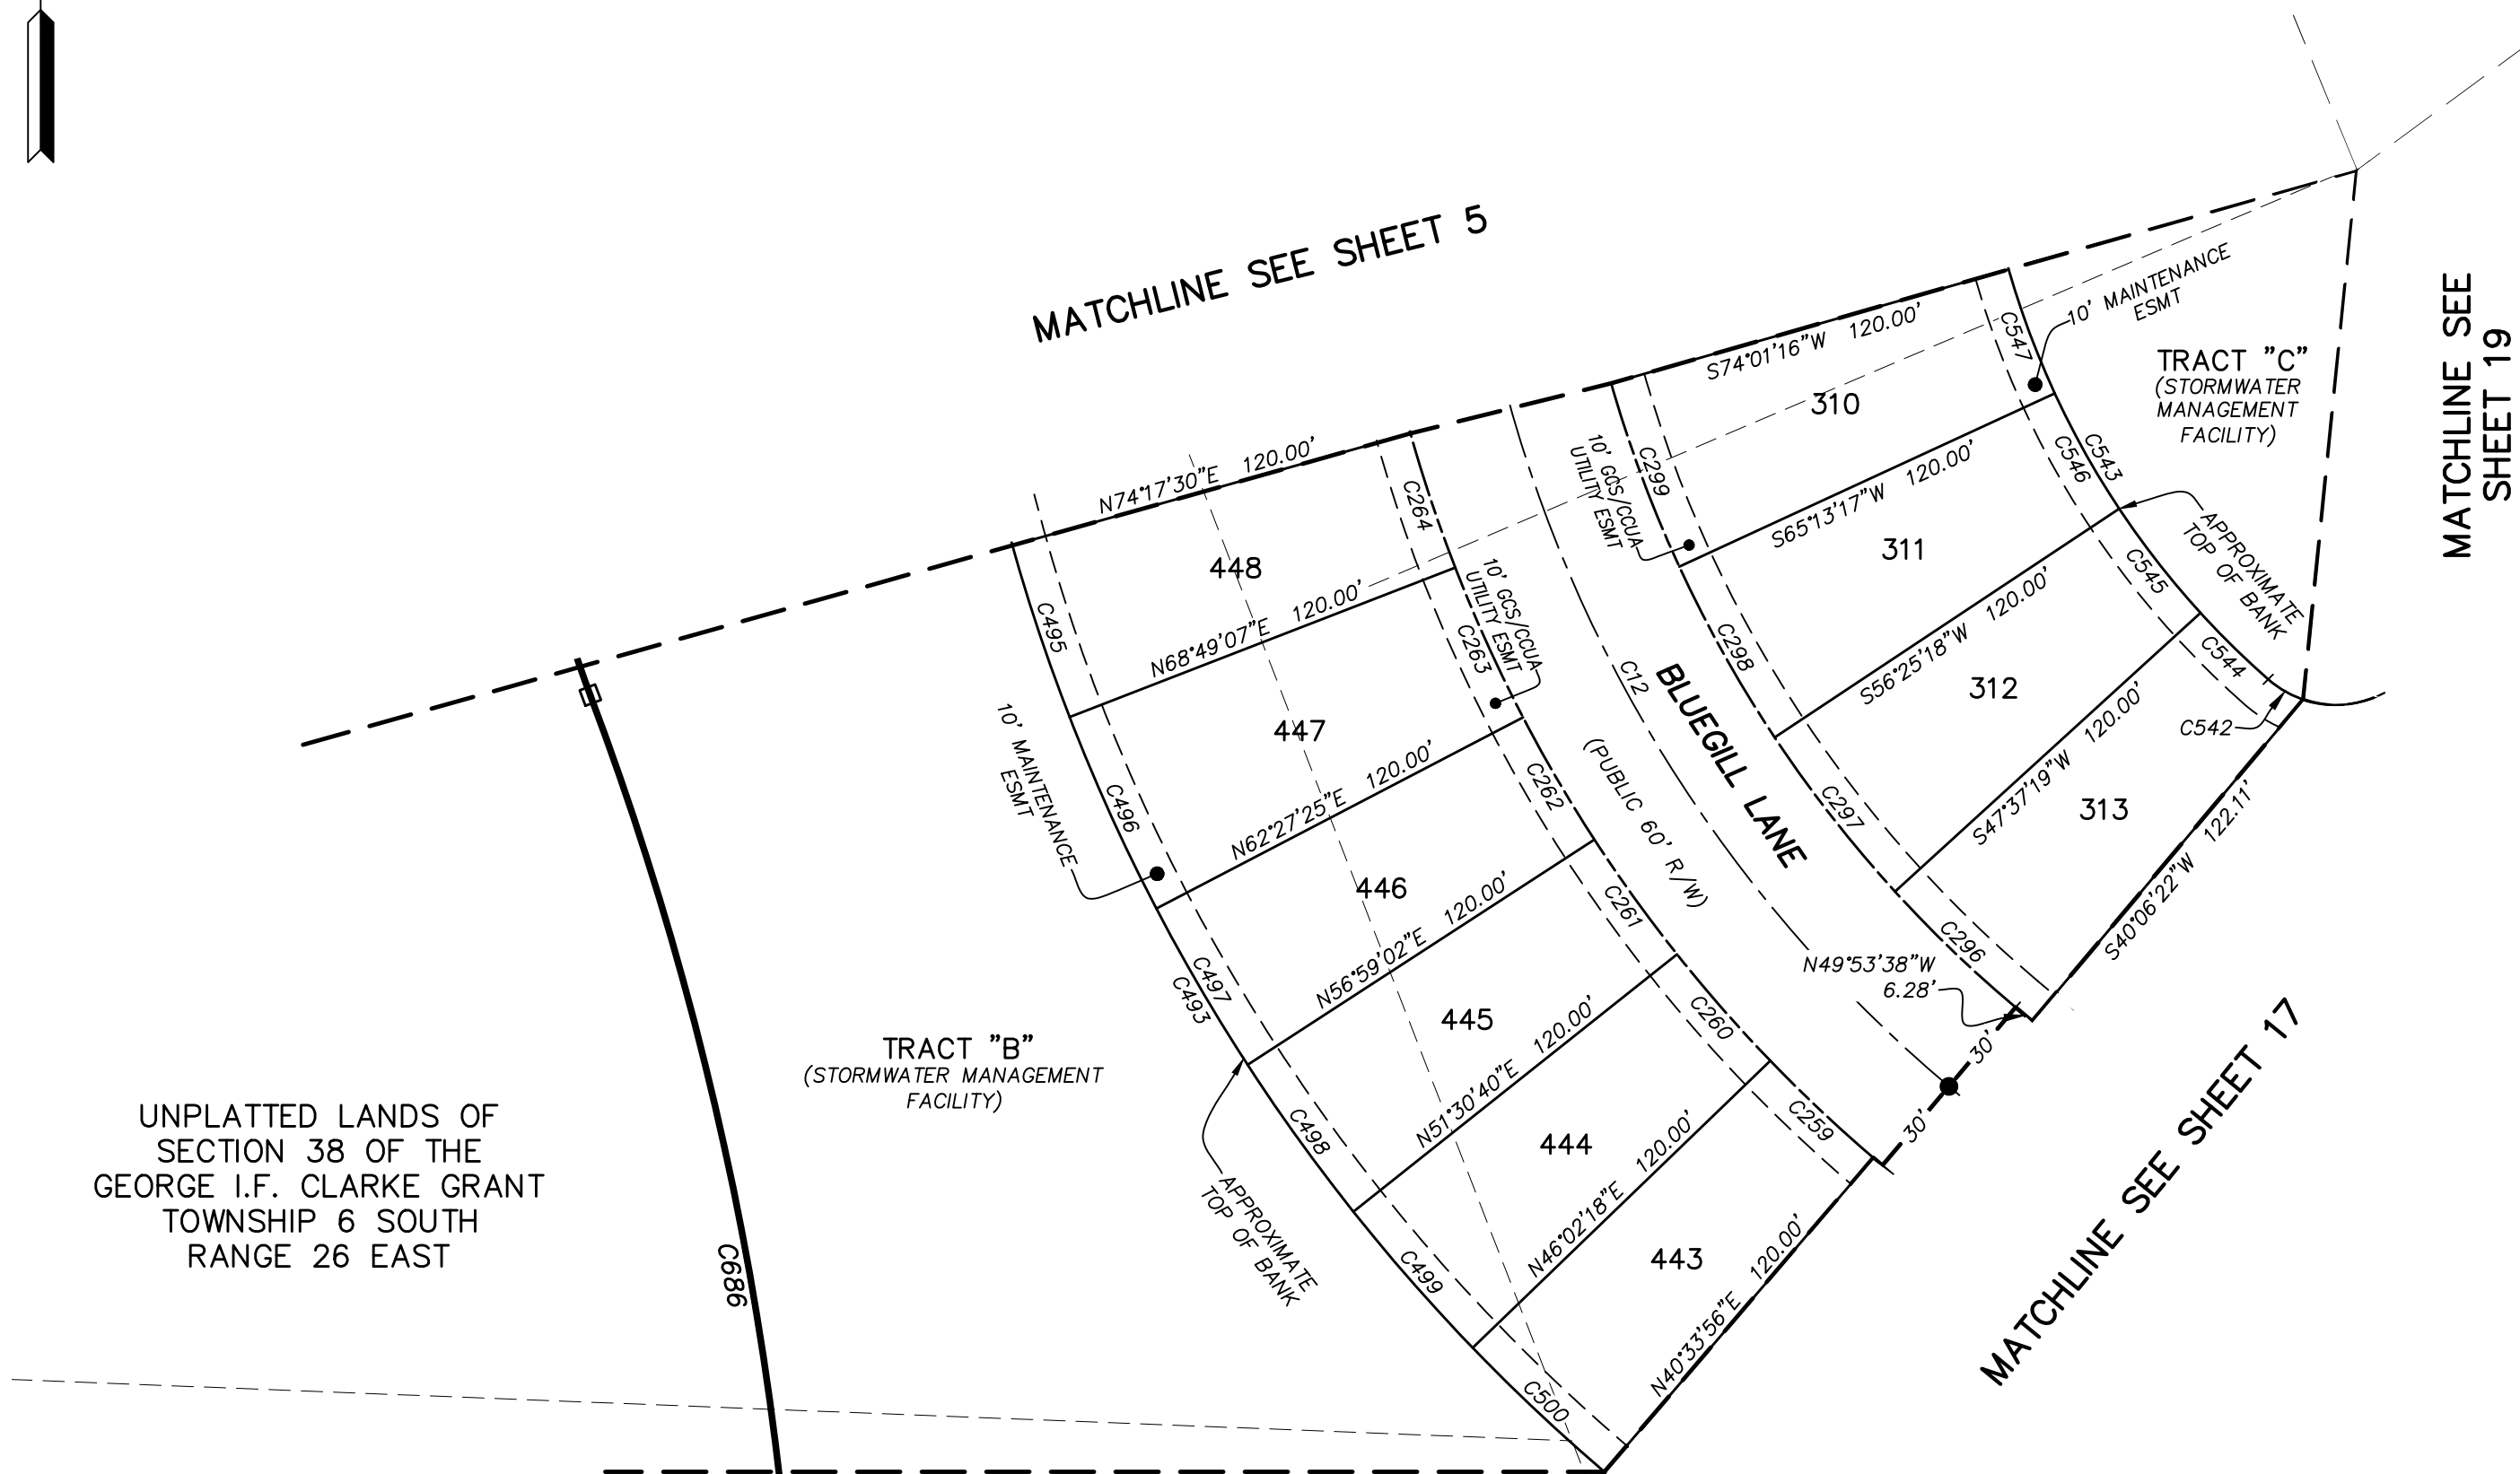 MATCHLINE SEE SHEET 5
MATCHLINE SEE
SHEET 19
10' MAINTENANCE
ESMT
TRACT "C"
(STORMWATER
MANAGEMENT
FACILITY)
S74°01'16"W 120.00'
C547
310
C299
10' GCS/CCUA
UTILITY ESMT
S65°13'17"W 120.00'
C546
C543
311
APPROXIMATE
TOP OF BANK
C545
C298
S56°25'18"W 120.00'
312
C544
C542
C297
S47°37'19"W 120.00'
313
C296
S40°06'22"W 122.11'
N49°53'38"W
6.28'
30'
30'
C12
BLUEGILL LANE
(PUBLIC 60' R/W)
N74°17'30"E 120.00'
C264
448
C495
N68°49'07"E 120.00'
C263
10' GCS/CCUA
UTILITY ESMT
447
10' MAINTENANCE
ESMT
C496
N62°27'25"E 120.00'
C262
446
C497
C493
N56°59'02"E 120.00'
C261
445
C498
N51°30'40"E 120.00'
C260
444
C499
N46°02'18"E 120.00'
C259
443
C500
N40°33'56"E 120.00'
APPROXIMATE
TOP OF BANK
TRACT "B"
(STORMWATER MANAGEMENT
FACILITY)
UNPLATTED LANDS OF
SECTION 38 OF THE
GEORGE I.F. CLARKE GRANT
TOWNSHIP 6 SOUTH
RANGE 26 EAST
C686
MATCHLINE SEE SHEET 17